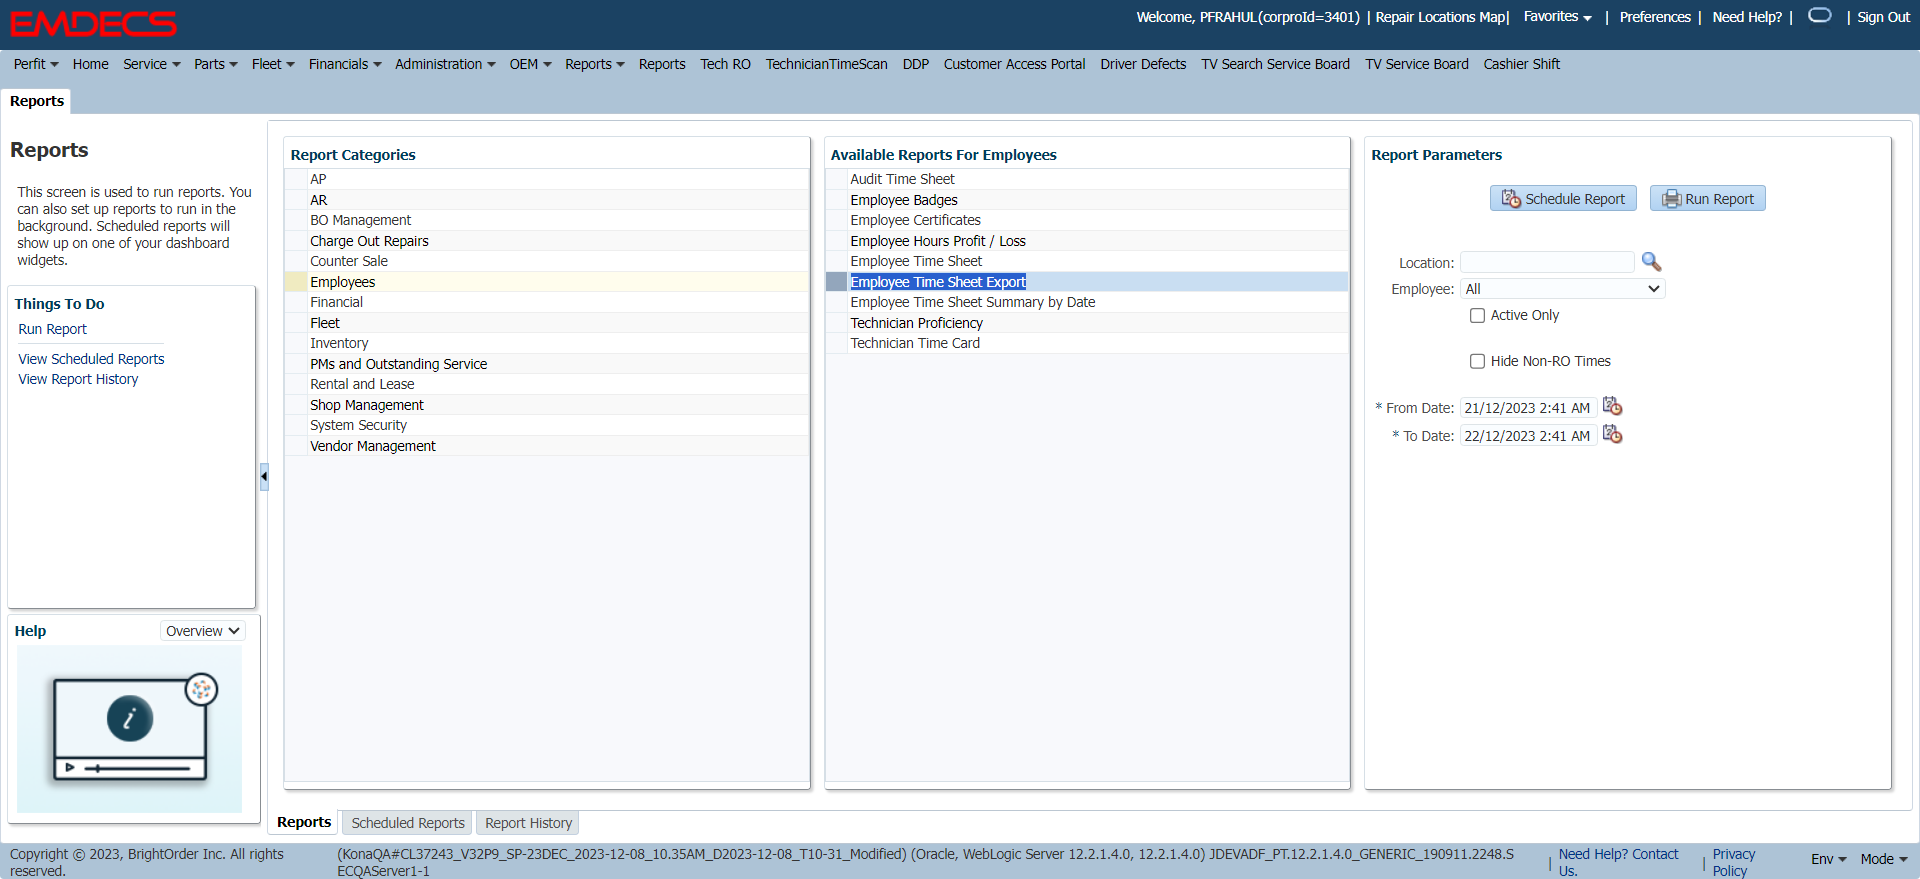 EMDECS
Welcome, PFRAHUL(corproId=3401) | Repair Locations Map| Favorites | Preferences | Need Help? | | Sign Out
Perfit Home Service Parts Fleet Financials Administration OEM Reports Reports Tech RO TechnicianTimeScan DDP Customer Access Portal Driver Defects TV Search Service Board TV Service Board Cashier Shift
Reports
Reports
This screen is used to run reports. You
can also set up reports to run in the
background. Scheduled reports will
show up on one of your dashboard
widgets.
Things To Do
Run Report
View Scheduled Reports
View Report History
Help
Overview
i
Report Categories
AP
AR
BO Management
Charge Out Repairs
Counter Sale
Employees
Financial
Fleet
Inventory
PMs and Outstanding Service
Rental and Lease
Shop Management
System Security
Vendor Management
Available Reports For Employees
Audit Time Sheet
Employee Badges
Employee Certificates
Employee Hours Profit / Loss
Employee Time Sheet
Employee Time Sheet Export
Employee Time Sheet Summary by Date
Technician Proficiency
Technician Time Card
Report Parameters
Schedule Report Run Report
Location:
Employee: All
Active Only
Hide Non-RO Times
* From Date: 21/12/2023 2:41 AM
* To Date: 22/12/2023 2:41 AM
Reports Scheduled Reports Report History
Copyright © 2023, BrightOrder Inc. All rights
reserved.
(KonaQA#CL37243_V32P9_SP-23DEC_2023-12-08_10.35AM_D2023-12-08_T10-31_Modified) (Oracle, WebLogic Server 12.2.1.4.0, 12.2.1.4.0) JDEVADF_PT.12.2.1.4.0_GENERIC_190911.2248.S
ECQAServer1-1
| Need Help? Contact
Us.
| Privacy
Policy
Env Mode